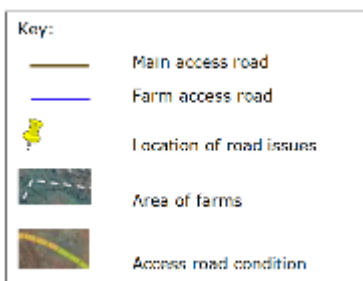 Key:
Main access road
Farm access road
Location of road issues
Area of farms
Access road condition